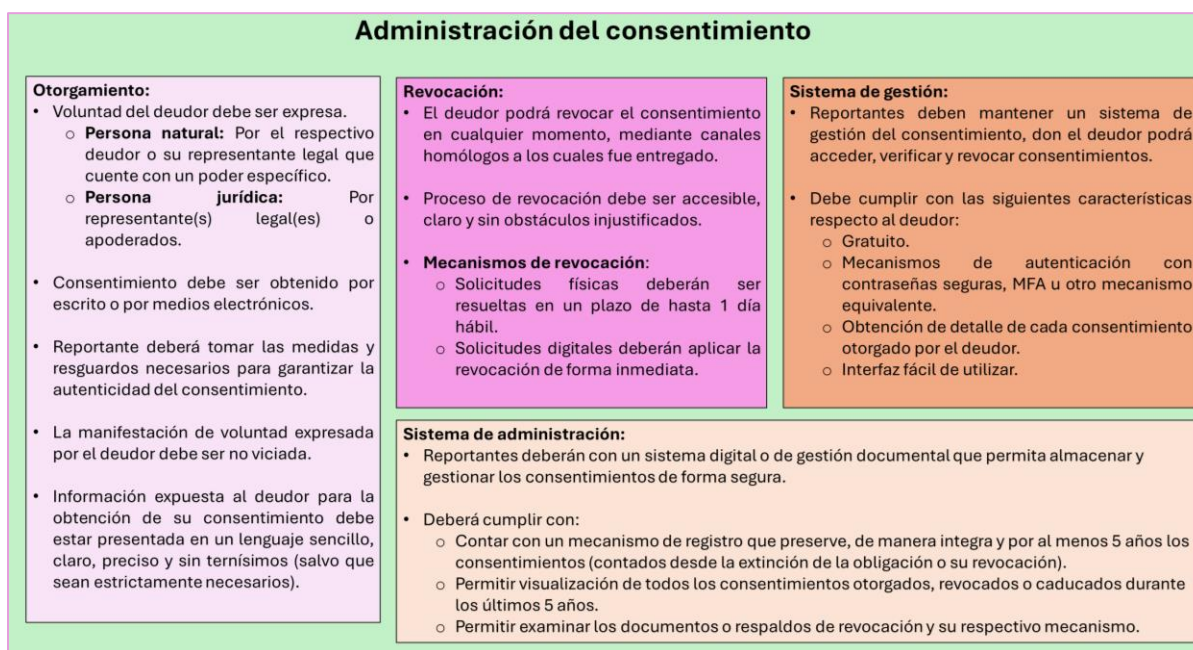 Administración del consentimiento
Otorgamiento:
• Voluntad del deudor debe ser expresa.
o Persona natural: Por el respectivo
deudor o su representante legal que
cuente con un poder específico.
o Persona jurídica: Por
representante(s) legal(es) o
apoderados.
• Consentimiento debe ser obtenido por
escrito o por medios electrónicos.
• Reportante deberá tomar las medidas y
resguardos necesarios para garantizar la
autenticidad del consentimiento.
• La manifestación de voluntad expresada
por el deudor debe ser no viciada.
• Información expuesta al deudor para la
obtención de su consentimiento debe
estar presentada en un lenguaje sencillo,
claro, preciso y sin ternísimos (salvo que
sean estrictamente necesarios).
Revocación:
• El deudor podrá revocar el consentimiento
en cualquier momento, mediante canales
homólogos a los cuales fue entregado.
• Proceso de revocación debe ser accesible,
claro y sin obstáculos injustificados.
• Mecanismos de revocación:
o Solicitudes físicas deberán ser
resueltas en un plazo de hasta 1 día
hábil.
o Solicitudes digitales deberán aplicar la
revocación de forma inmediata.
Sistema de gestión:
• Reportantes deben mantener un sistema de
gestión del consentimiento, don el deudor podrá
acceder, verificar y revocar consentimientos.
• Debe cumplir con las siguientes características
respecto al deudor:
o Gratuito.
o Mecanismos de autenticación con
contraseñas seguras, MFA u otro mecanismo
equivalente.
o Obtención de detalle de cada consentimiento
otorgado por el deudor.
o Interfaz fácil de utilizar.
Sistema de administración:
• Reportantes deberán con un sistema digital o de gestión documental que permita almacenar y
gestionar los consentimientos de forma segura.
• Deberá cumplir con:
o Contar con un mecanismo de registro que preserve, de manera integra y por al menos 5 años los
consentimientos (contados desde la extinción de la obligación o su revocación).
o Permitir visualización de todos los consentimientos otorgados, revocados o caducados durante
los últimos 5 años.
o Permitir examinar los documentos o respaldos de revocación y su respectivo mecanismo.